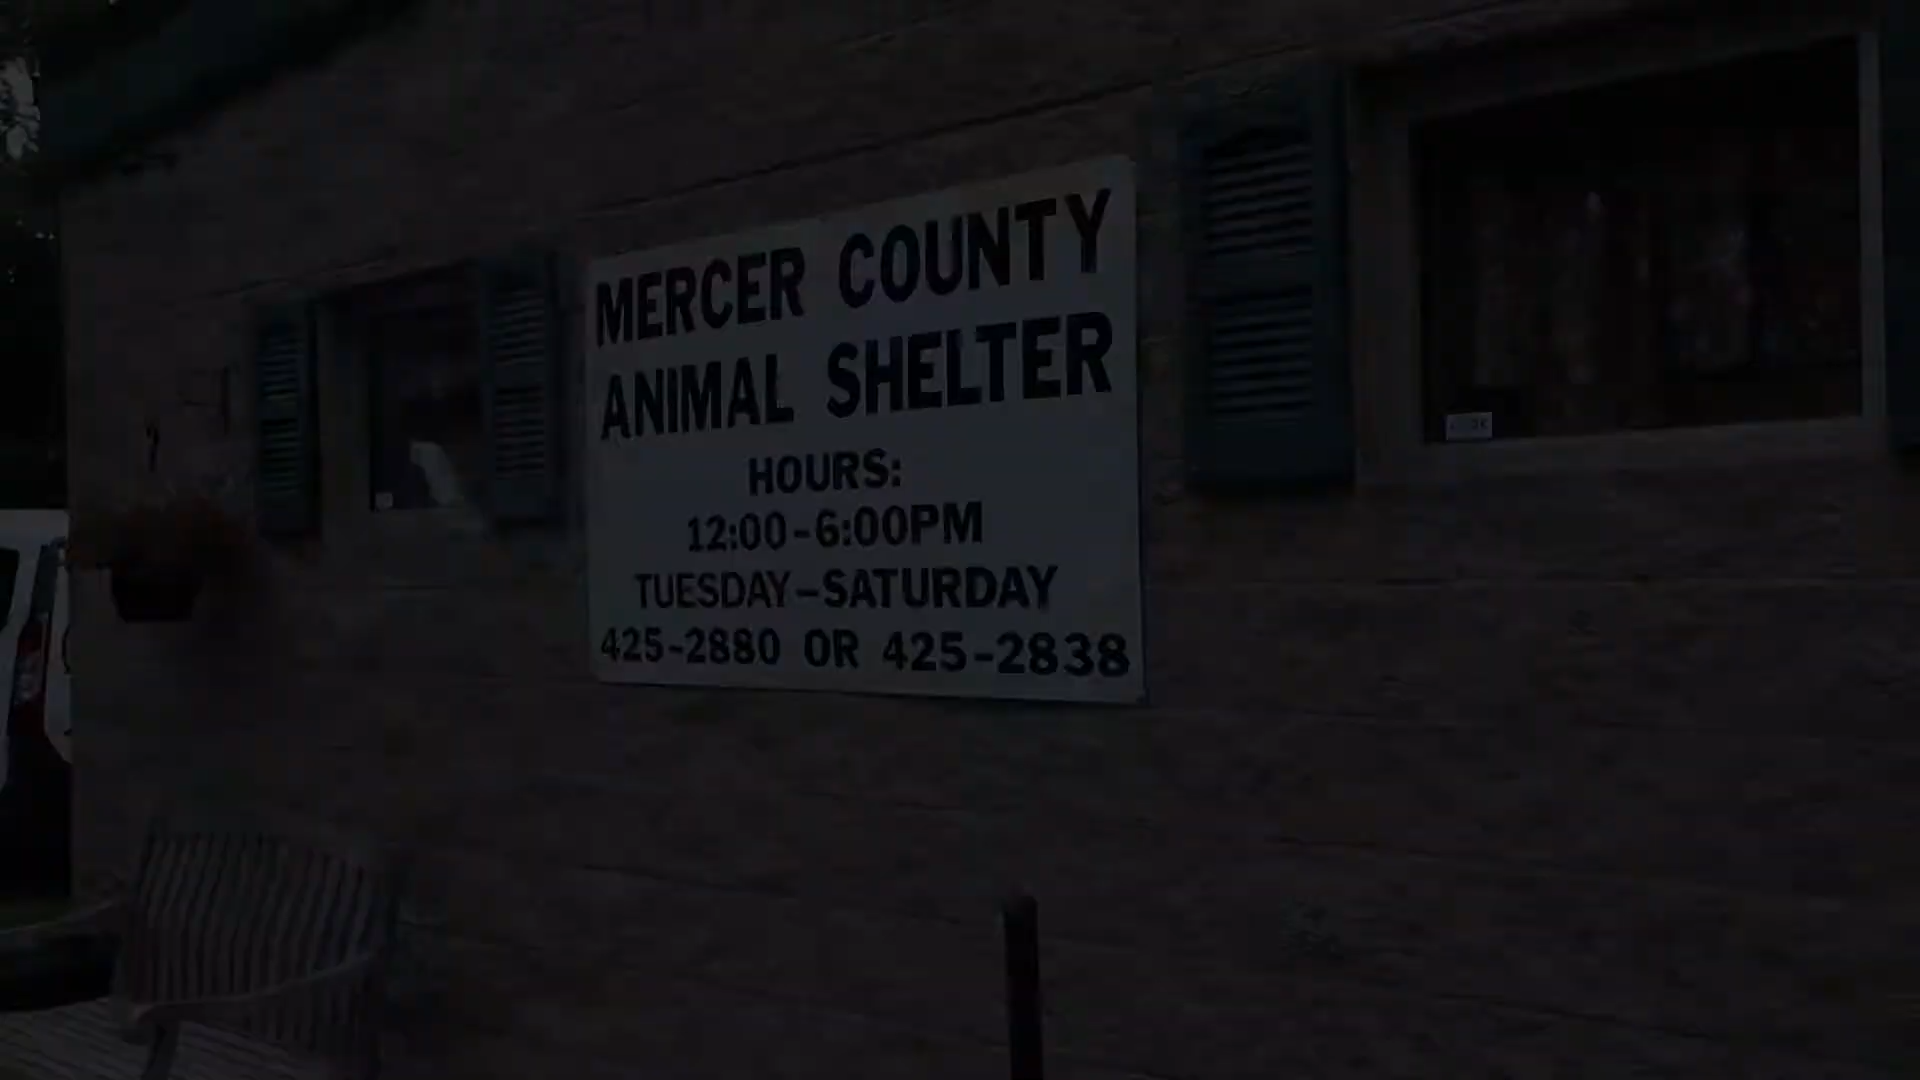 MERCER COUNTY
ANIMAL SHELTER
HOURS:
12:00-6:00PM
TUESDAY-SATURDAY
425-2880 OR 425-2838